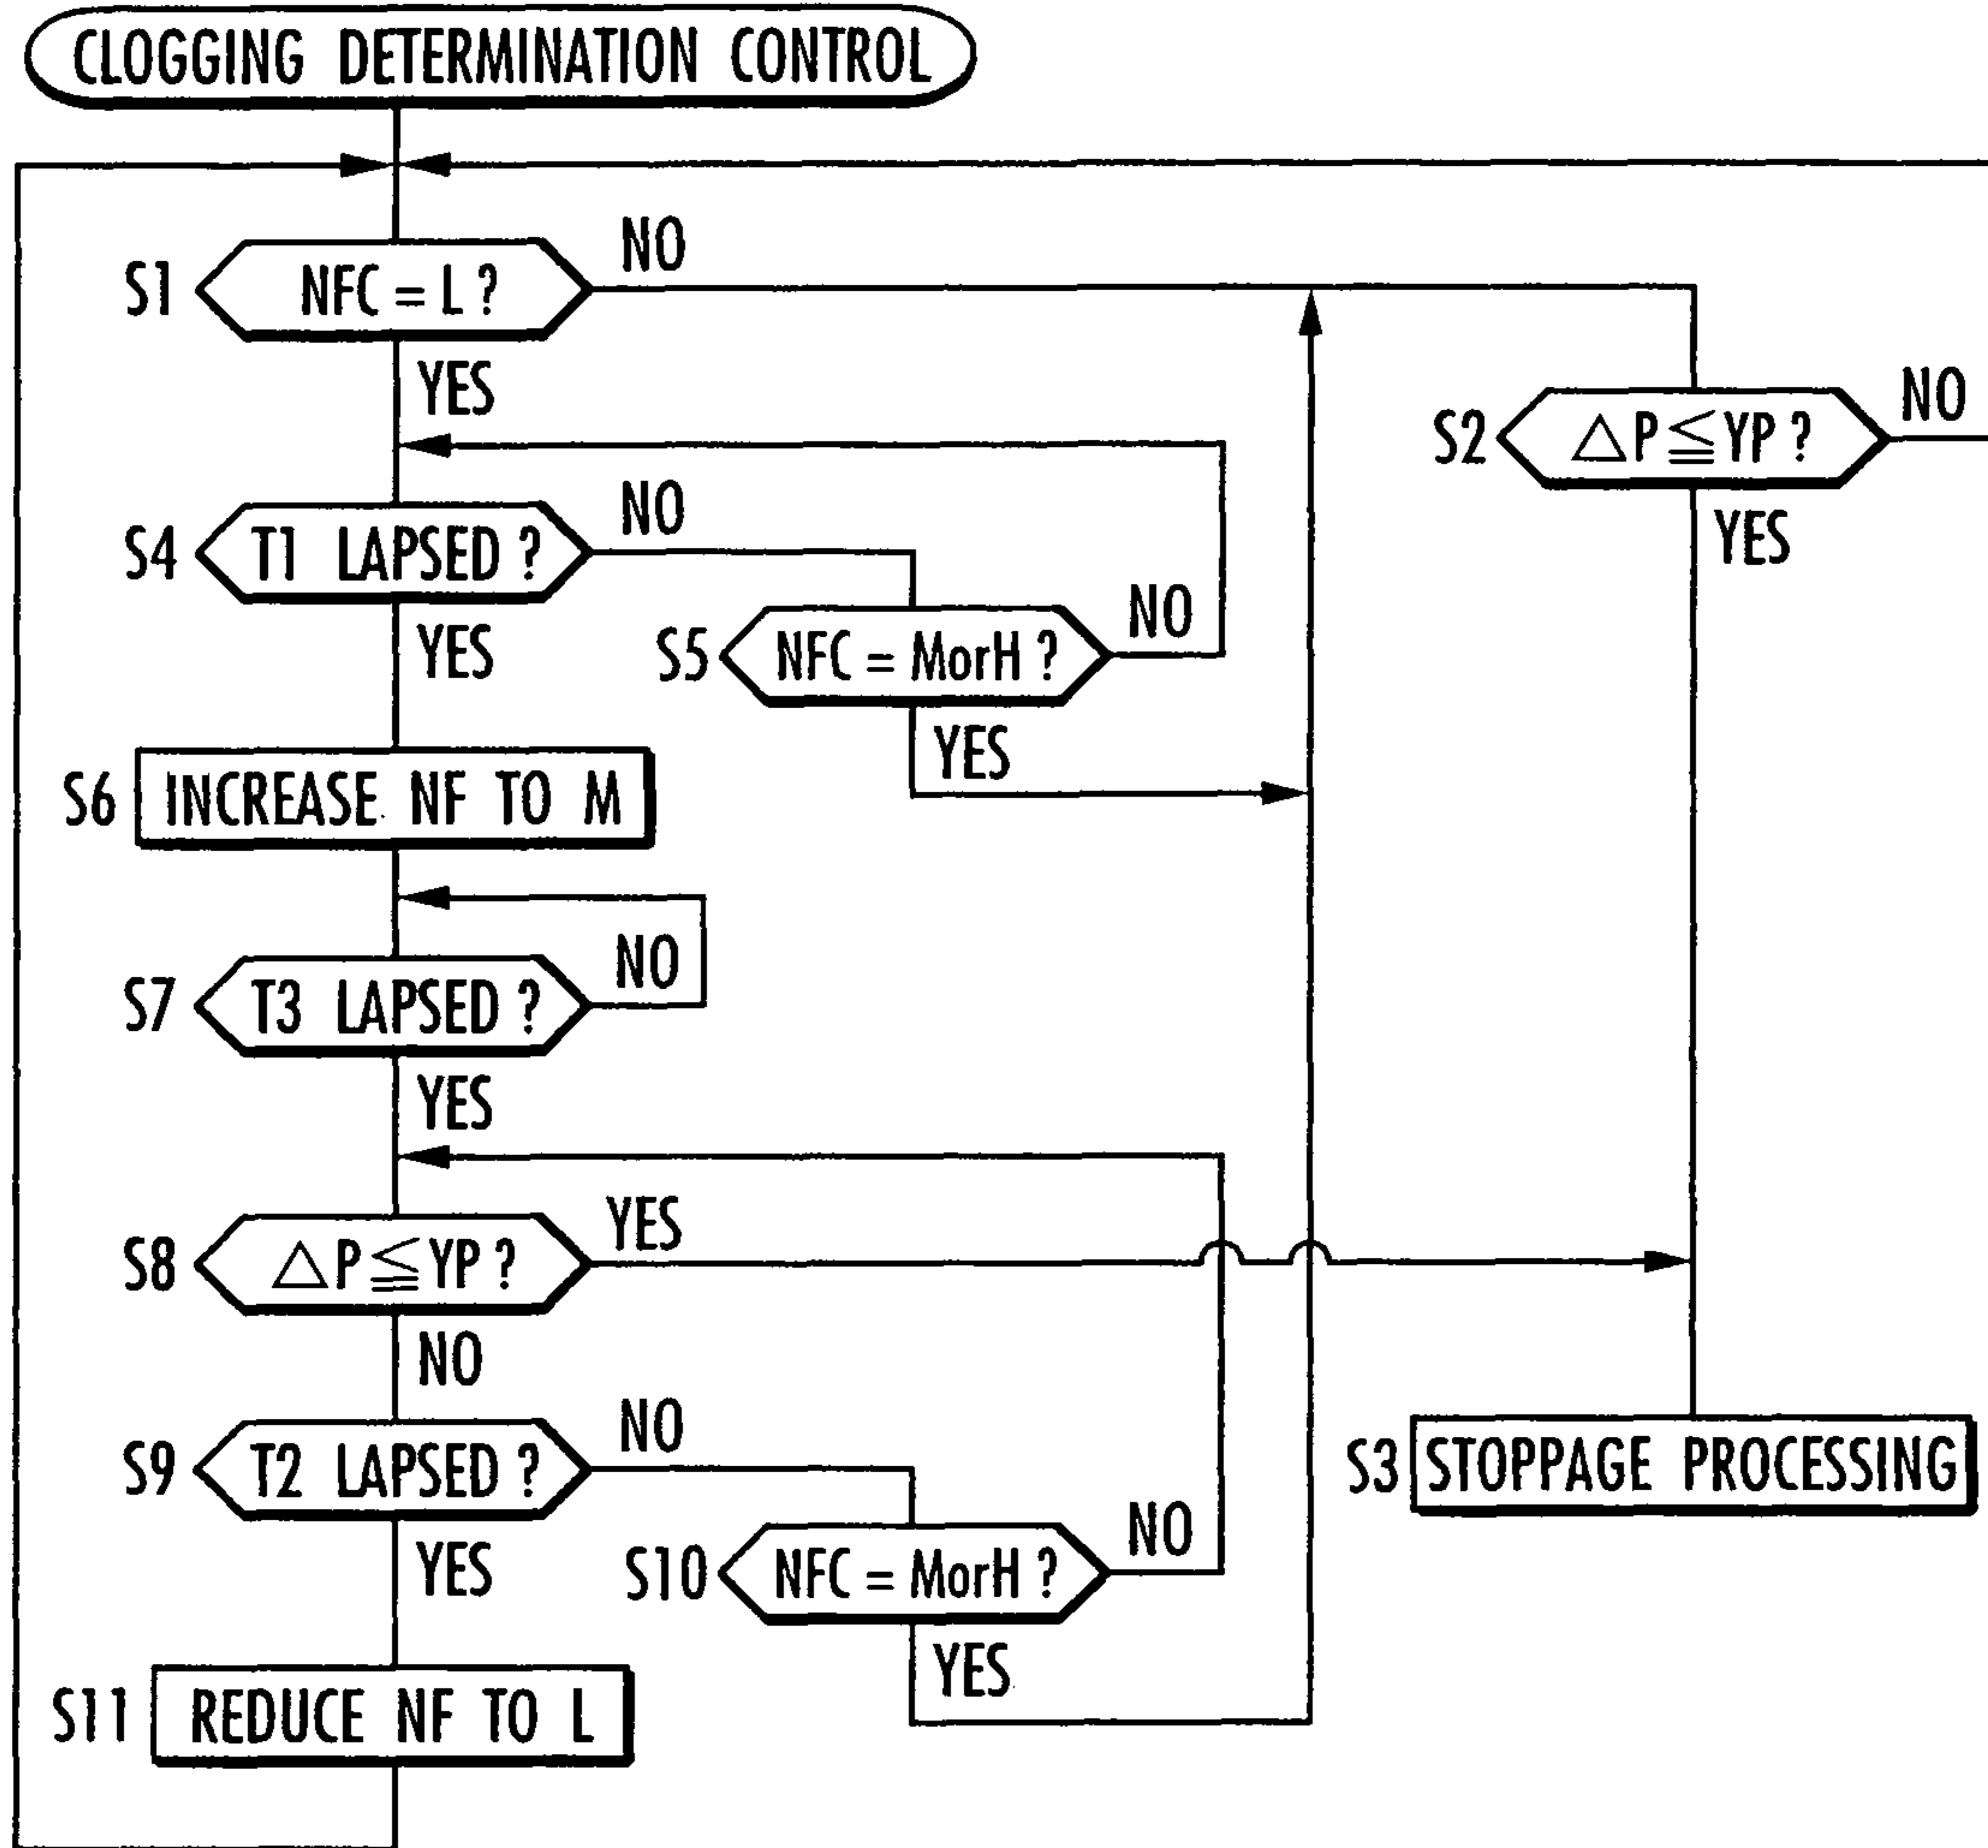 CLOGGING DETERMINATION CONTROL
S1 NFC = L ?
NO
YES
S2 △P ≦ YP ?
NO
YES
S4 T1 LAPSED ?
NO
YES
S5 NFC = MorH ?
NO
YES
S6 INCREASE NF TO M
S7 T3 LAPSED ?
NO
YES
S8 △P ≦ YP ?
YES
NO
S9 T2 LAPSED ?
NO
YES
S3 STOPPAGE PROCESSING
S10 NFC = MorH ?
NO
YES
S11 REDUCE NF TO L